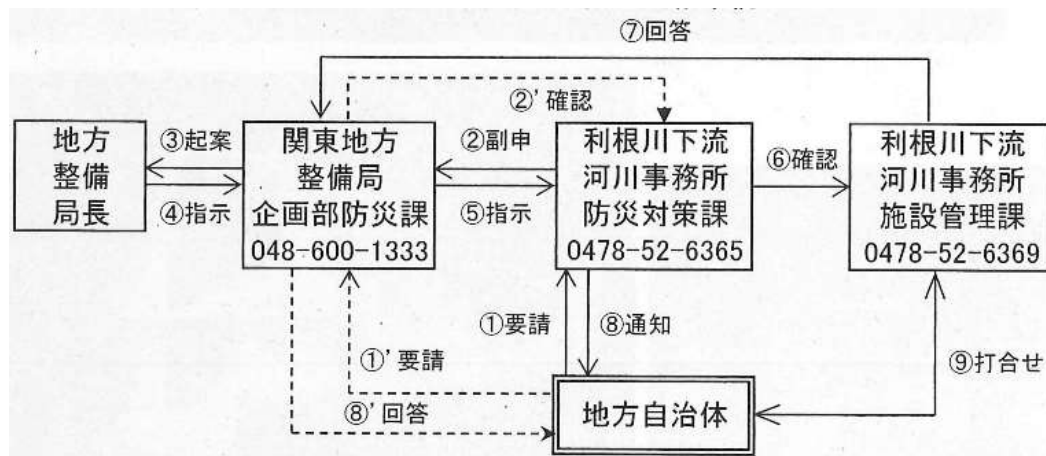 ⑦回答
②’確認
地方
整備
局長
③起案
④指示
関東地方
整備局
企画部防災課
048-600-1333
②副申
⑤指示
利根川下流
河川事務所
防災対策課
0478-52-6365
⑥確認
利根川下流
河川事務所
施設管理課
0478-52-6369
①’要請
⑧’回答
①要請
⑧通知
⑨打合せ
地方自治体